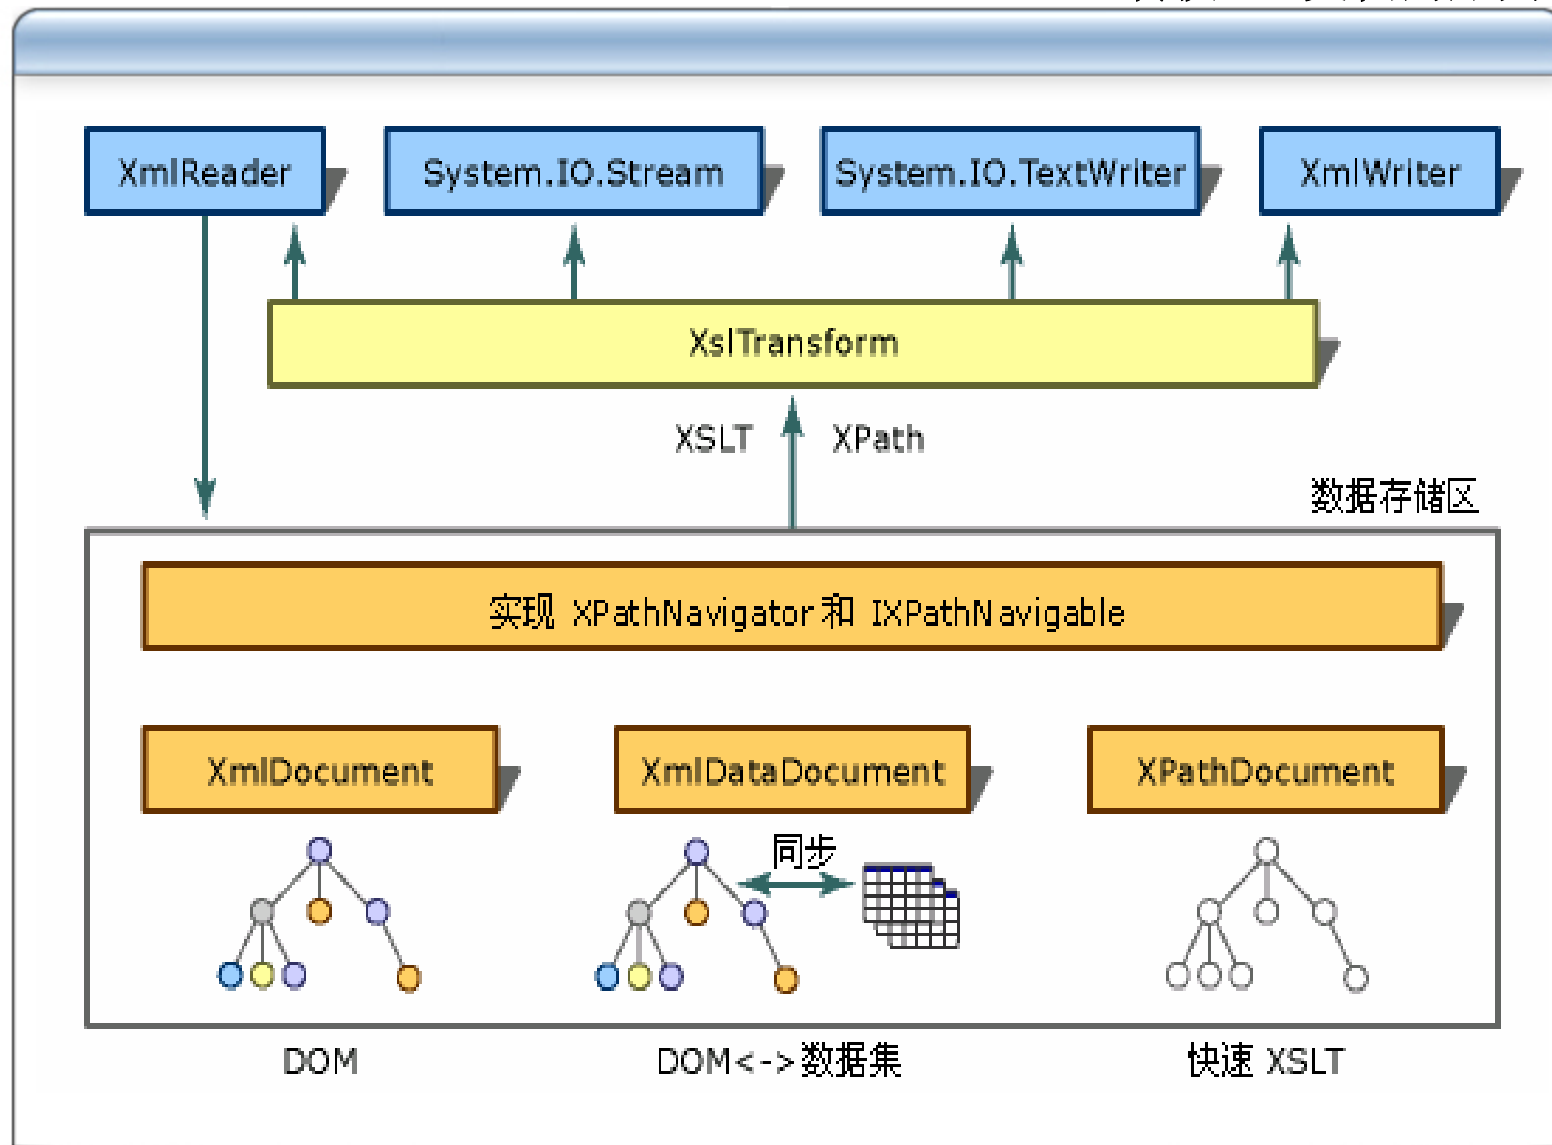 XmlReader
System.IO.Stream
System.IO.TextWriter
XmlWriter
XslTransform
XSLT
XPath
数据存储区
实现 XPathNavigator 和 IXPathNavigable
XmlDocument
XmlDataDocument
XPathDocument
同步
DOM
DOM<->数据集
快速 XSLT